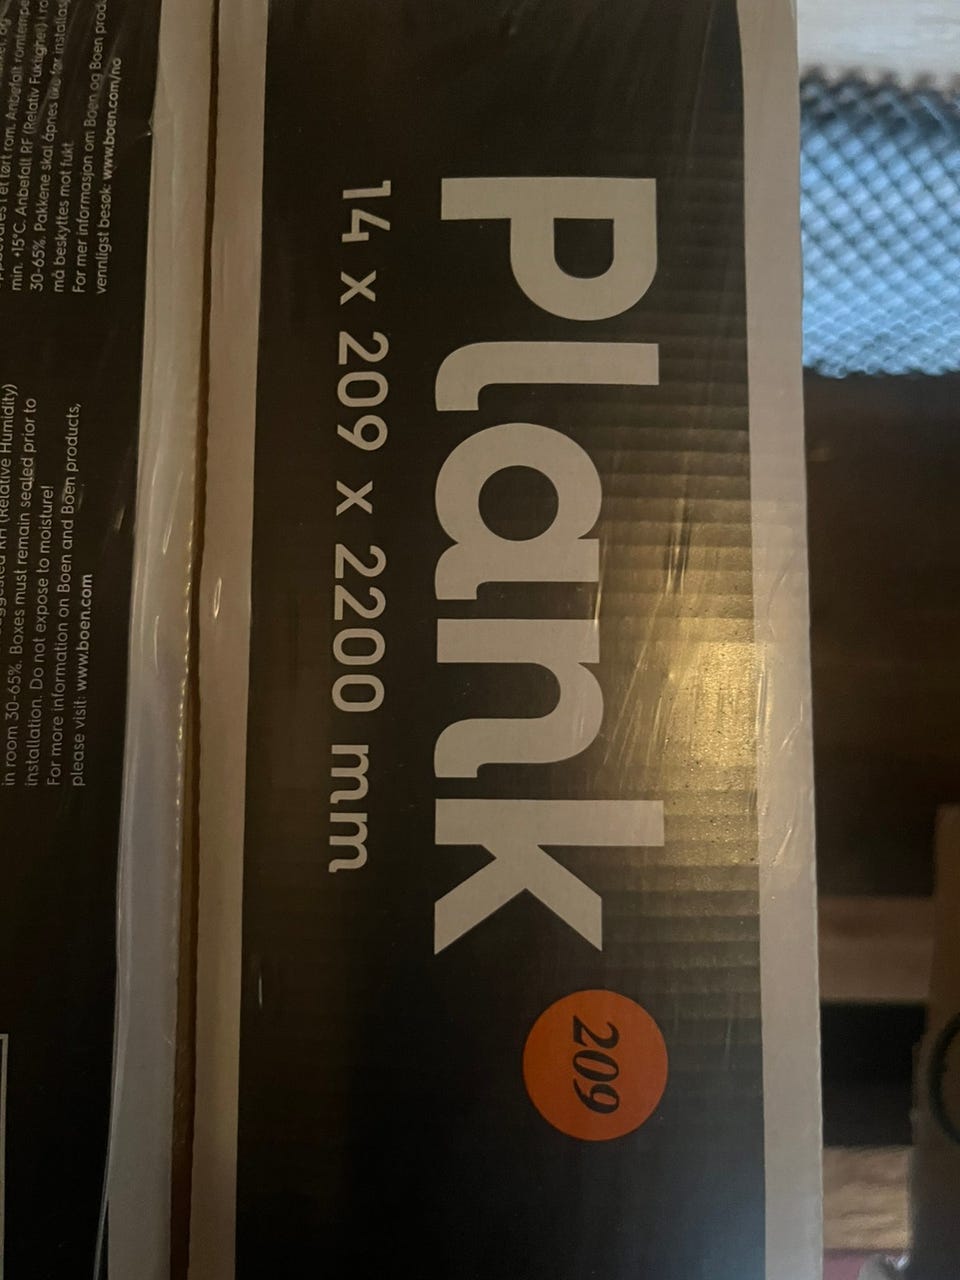 Plank
209
14 x 209 x 2200 mm
min. +15°C. Anbefalt RF (Relativ Fuktighet) i
30-65%. Pakkene skal åpnes like før
må beskyttes mot fukt.
For mer informasjon om Boen og Boen
vennligst besøk: www.boen.com/no
(Relative Humidity)
in room 30-65%. Boxes must remain sealed prior to
installation. Do not expose to moisture!
For more information on Boen and Boen products,
please visit: www.boen.com